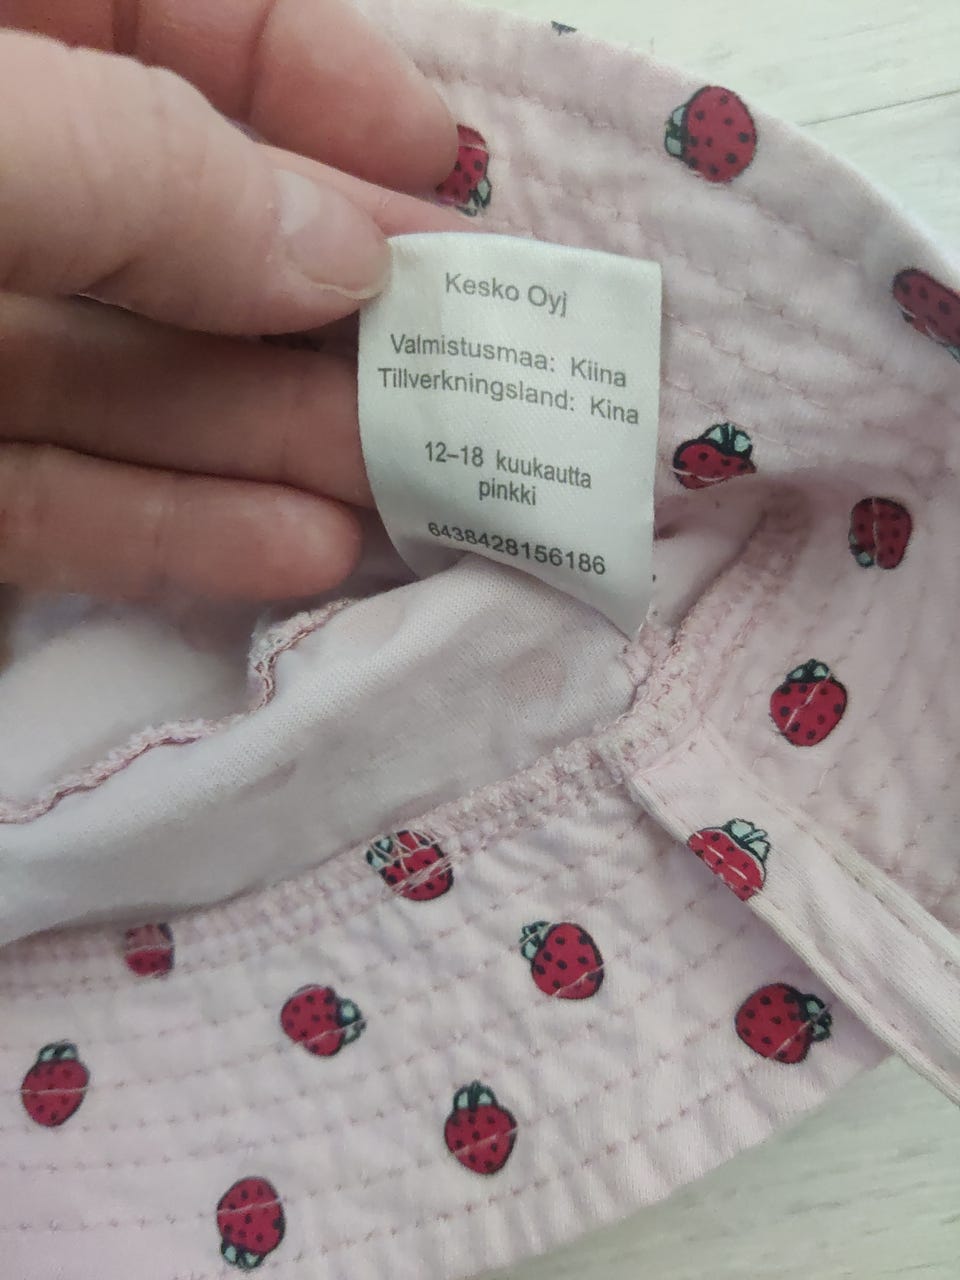 Kesko Oyj
Valmistusmaa: Kiina
Tillverkningsland: Kina
12–18 kuukautta
pinkki
6438428156186